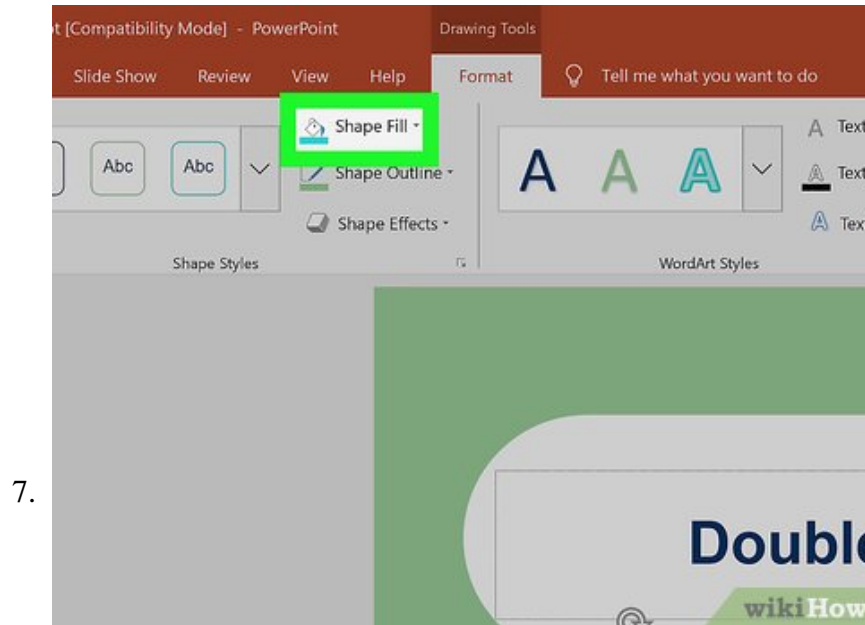 t [Compatibility Mode] - PowerPoint
Drawing Tools
Slide Show Review View Help Format Tell me what you want to do
Shape Fill
Abc Abc
Shape Outline
Shape Effects
A A A
A Text
A Text
A Tex
Shape Styles
WordArt Styles
7.
Double
wikiHow